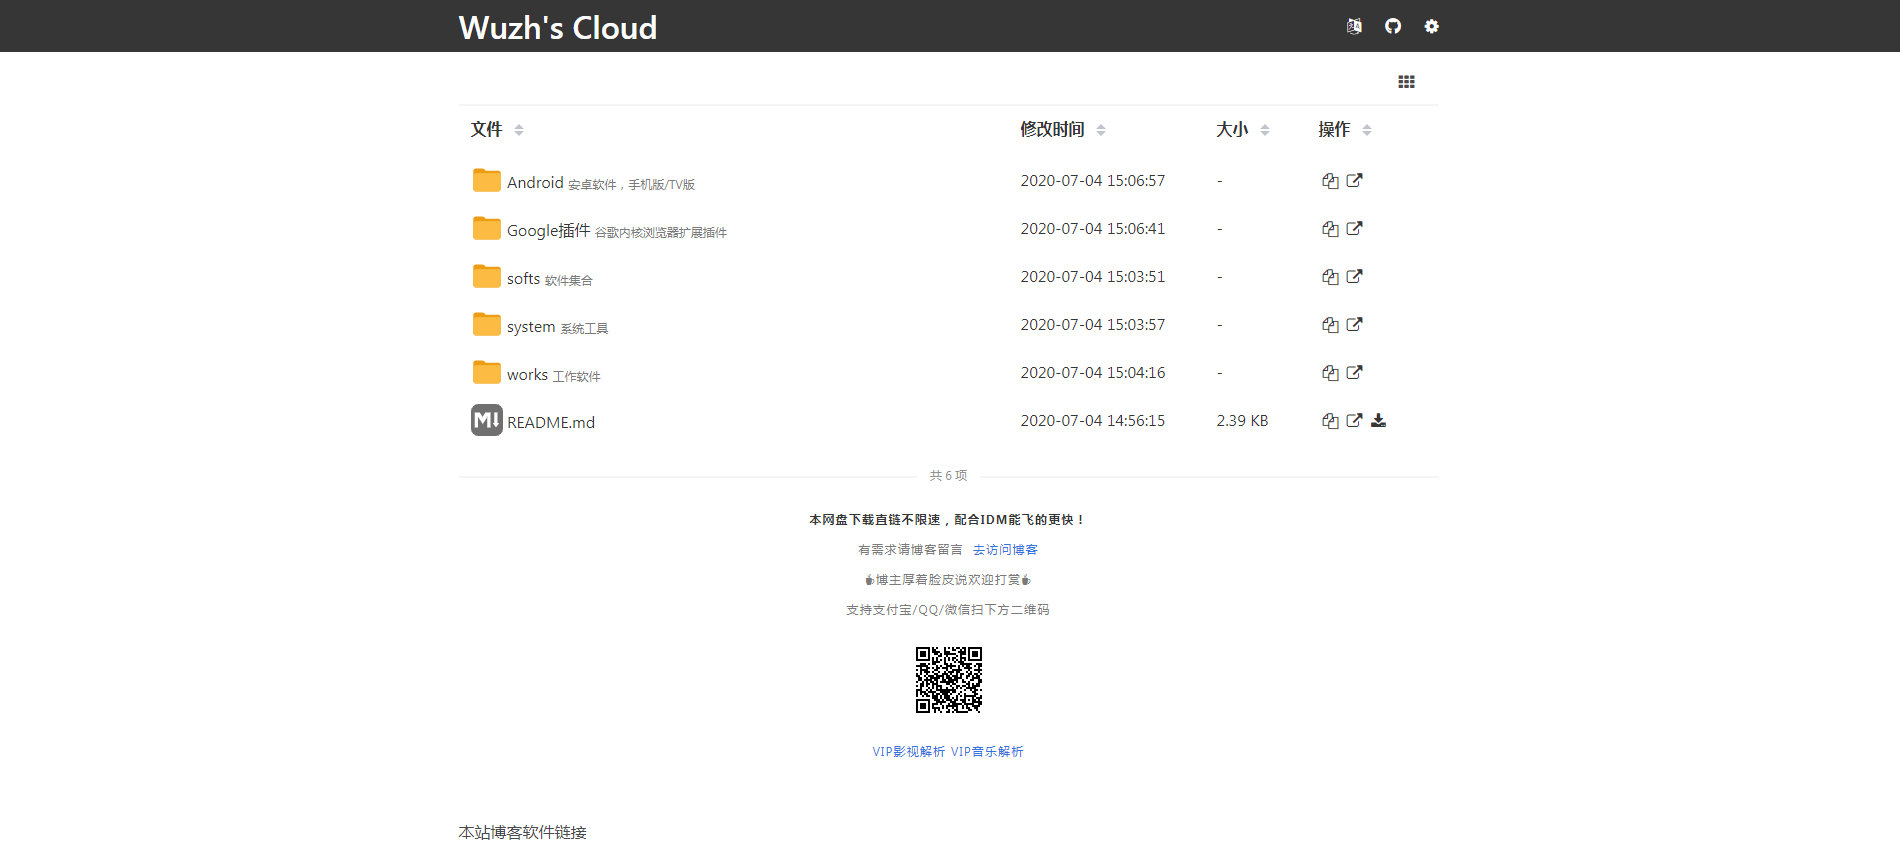 Wuzh's Cloud
文件 修改时间 大小 操作
Android 安卓软件，手机版/TV版 2020-07-04 15:06:57 -
Google插件 谷歌内核浏览器扩展插件 2020-07-04 15:06:41 -
softs 软件集合 2020-07-04 15:03:51 -
system 系统工具 2020-07-04 15:03:57 -
works 工作软件 2020-07-04 15:04:16 -
README.md 2020-07-04 14:56:15 2.39 KB
共 6 项
本网盘下载直链不限速，配合IDM能飞的更快！
有需求请博客留言 去访问博客
博主厚着脸皮说欢迎打赏
支持支付宝/QQ/微信扫下方二维码
VIP影视解析 VIP音乐解析
本站博客软件链接